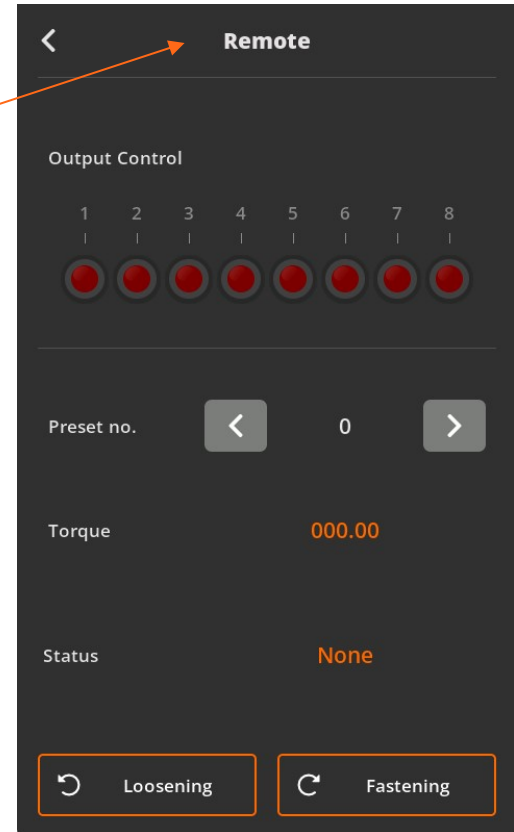 Remote
Output Control
1 2 3 4 5 6 7 8
Preset no. 0
Torque 000.00
Status None
Loosening Fastening